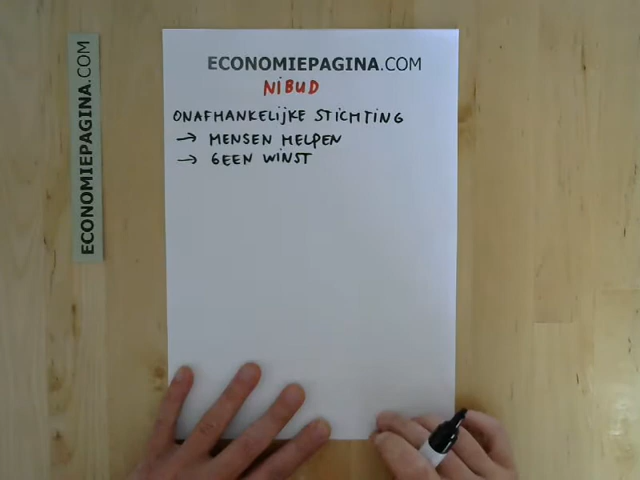 ECONOMIEPAGINA.COM
ECONOMIEPAGINA.COM
NIBUD
ONAFHANKELIJKE STICHTING
→ MENSEN HELPEN
→ GEEN WINST